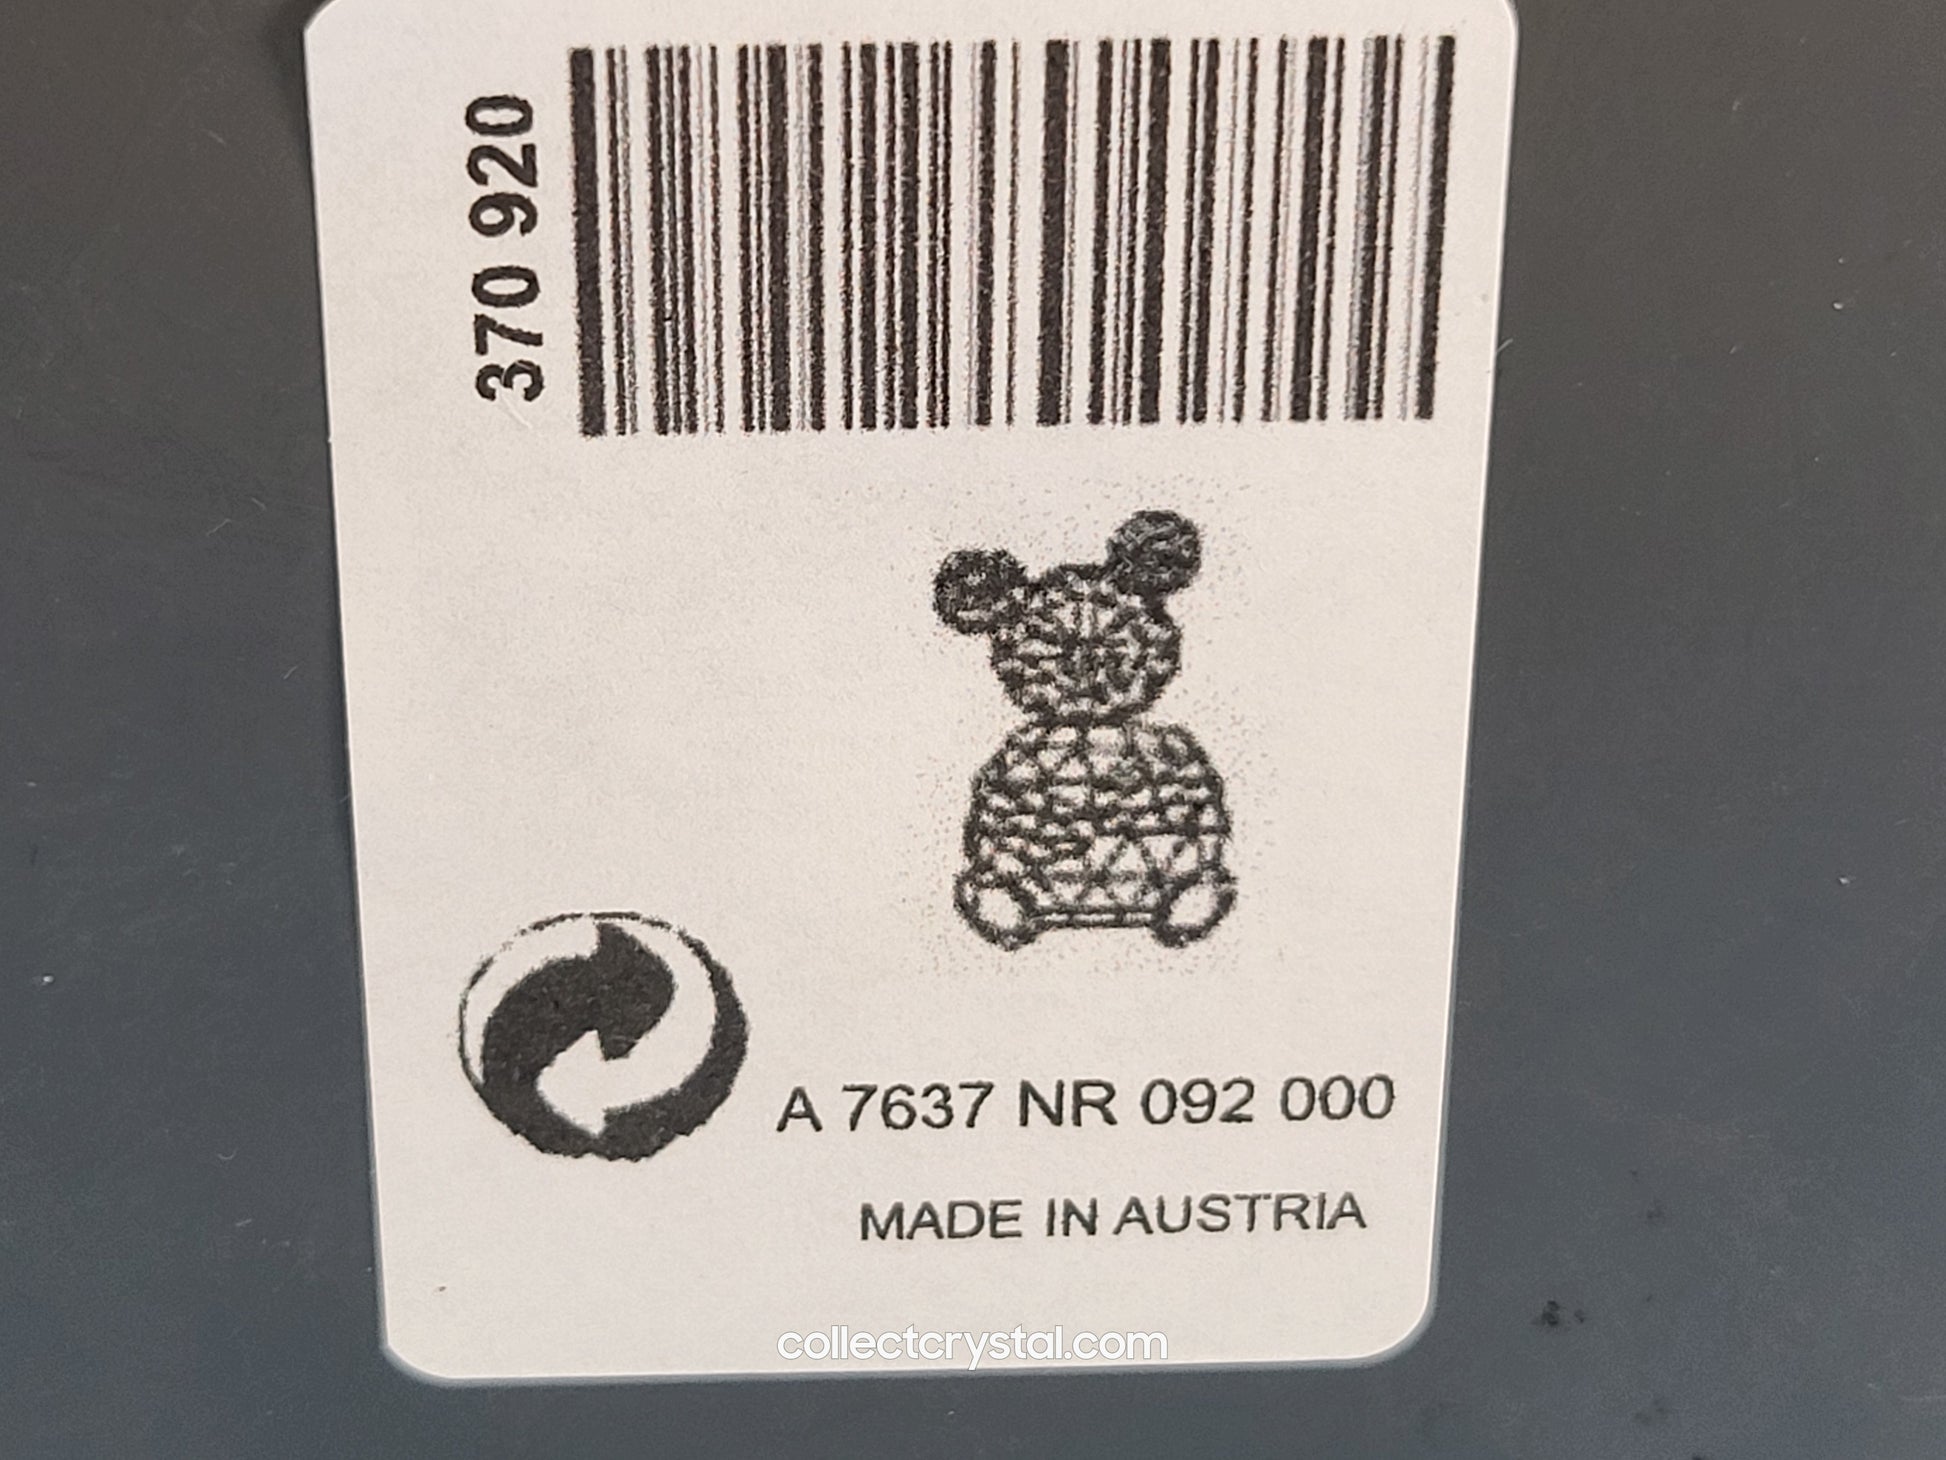 370 920
A 7637 NR 092 000
MADE IN AUSTRIA
collectcrystal.com